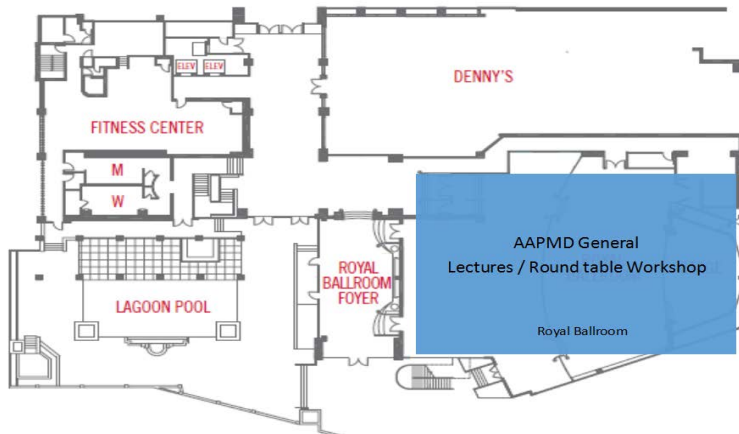 ELEV ELEV
DENNY'S
FITNESS CENTER
M
W
AAPMD General
Lectures / Round table Workshop
Royal Ballroom
ROYAL
BALLROOM
FOYER
LAGOON POOL